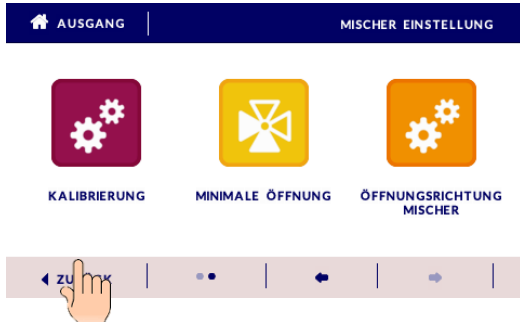 AUSGANG
MISCHER EINSTELLUNG
KALIBRIERUNG
MINIMALE ÖFFNUNG
ÖFFNUNGSRICHTUNG
MISCHER